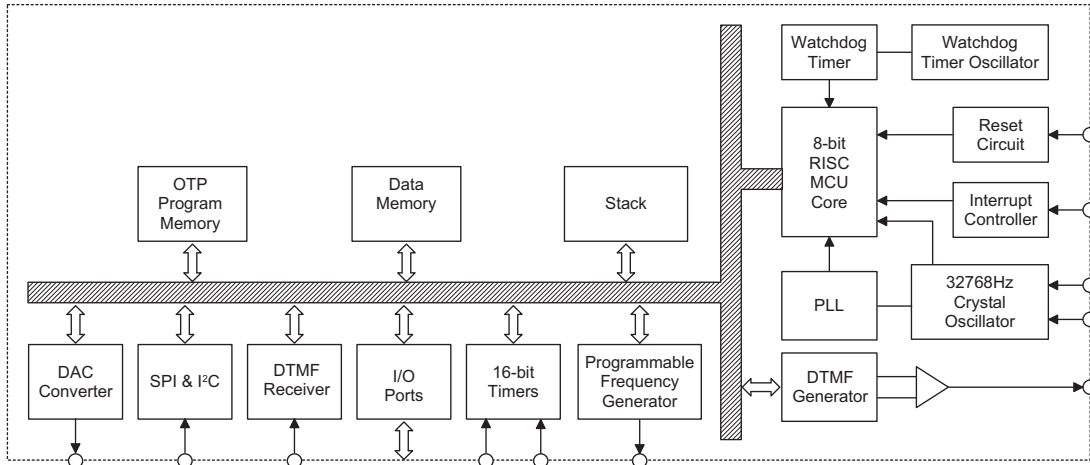 Watchdog
Timer
Watchdog
Timer Oscillator
8-bit
RISC
MCU
Core
Reset
Circuit
OTP
Program
Memory
Data
Memory
Stack
Interrupt
Controller
PLL
32768Hz
Crystal
Oscillator
DAC
Converter
SPI & I²C
DTMF
Receiver
I/O
Ports
16-bit
Timers
Programmable
Frequency
Generator
DTMF
Generator